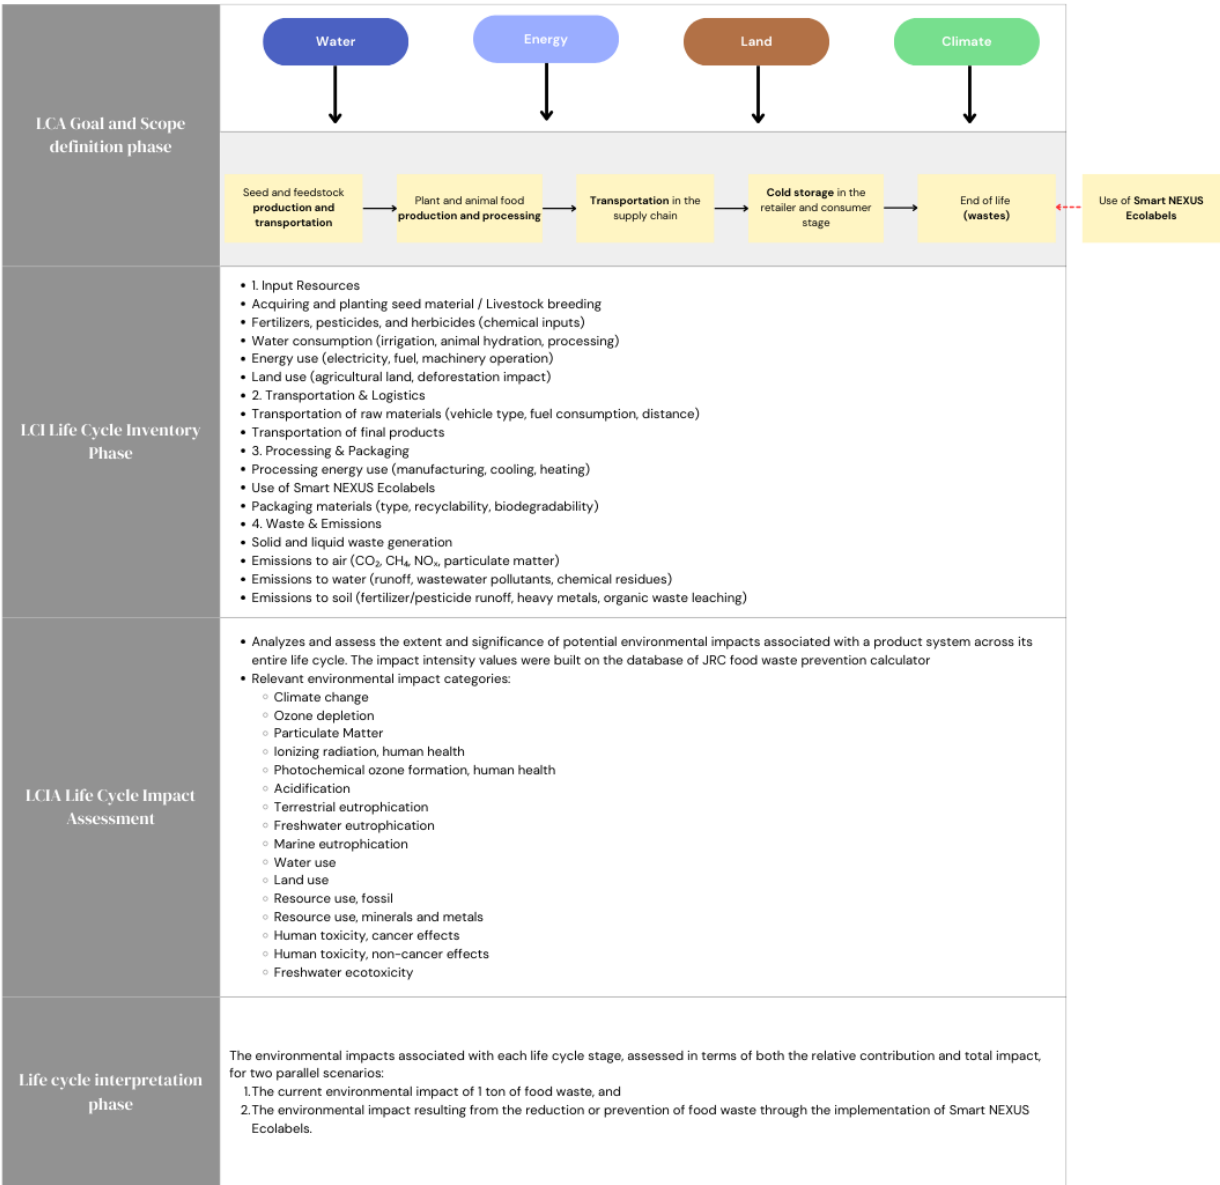 Water
Energy
Land
Climate
LCA Goal and Scope
definition phase
Seed and feedstock
production and
transportation
Plant and animal food
production and processing
Transportation in the
supply chain
Cold storage in the
retailer and consumer
stage
End of life
(wastes)
Use of Smart NEXUS
Ecolabels
LCI Life Cycle Inventory
Phase
• 1. Input Resources
• Acquiring and planting seed material / Livestock breeding
• Fertilizers, pesticides, and herbicides (chemical inputs)
• Water consumption (irrigation, animal hydration, processing)
• Energy use (electricity, fuel, machinery operation)
• Land use (agricultural land, deforestation impact)
• 2. Transportation & Logistics
• Transportation of raw materials (vehicle type, fuel consumption, distance)
• Transportation of final products
• 3. Processing & Packaging
• Processing energy use (manufacturing, cooling, heating)
• Use of Smart NEXUS Ecolabels
• Packaging materials (type, recyclability, biodegradability)
• 4. Waste & Emissions
• Solid and liquid waste generation
• Emissions to air (CO₂, CH₄, NOₓ, particulate matter)
• Emissions to water (runoff, wastewater pollutants, chemical residues)
• Emissions to soil (fertilizer/pesticide runoff, heavy metals, organic waste leaching)
LCIA Life Cycle Impact
Assessment
• Analyzes and assess the extent and significance of potential environmental impacts associated with a product system across its
entire life cycle. The impact intensity values were built on the database of JRC food waste prevention calculator
• Relevant environmental impact categories:
◦ Climate change
◦ Ozone depletion
◦ Particulate Matter
◦ Ionizing radiation, human health
◦ Photochemical ozone formation, human health
◦ Acidification
◦ Terrestrial eutrophication
◦ Freshwater eutrophication
◦ Marine eutrophication
◦ Water use
◦ Land use
◦ Resource use, fossil
◦ Resource use, minerals and metals
◦ Human toxicity, cancer effects
◦ Human toxicity, non-cancer effects
◦ Freshwater ecotoxicity
Life cycle interpretation
phase
The environmental impacts associated with each life cycle stage, assessed in terms of both the relative contribution and total impact,
for two parallel scenarios:
1. The current environmental impact of 1 ton of food waste, and
2. The environmental impact resulting from the reduction or prevention of food waste through the implementation of Smart NEXUS
Ecolabels.